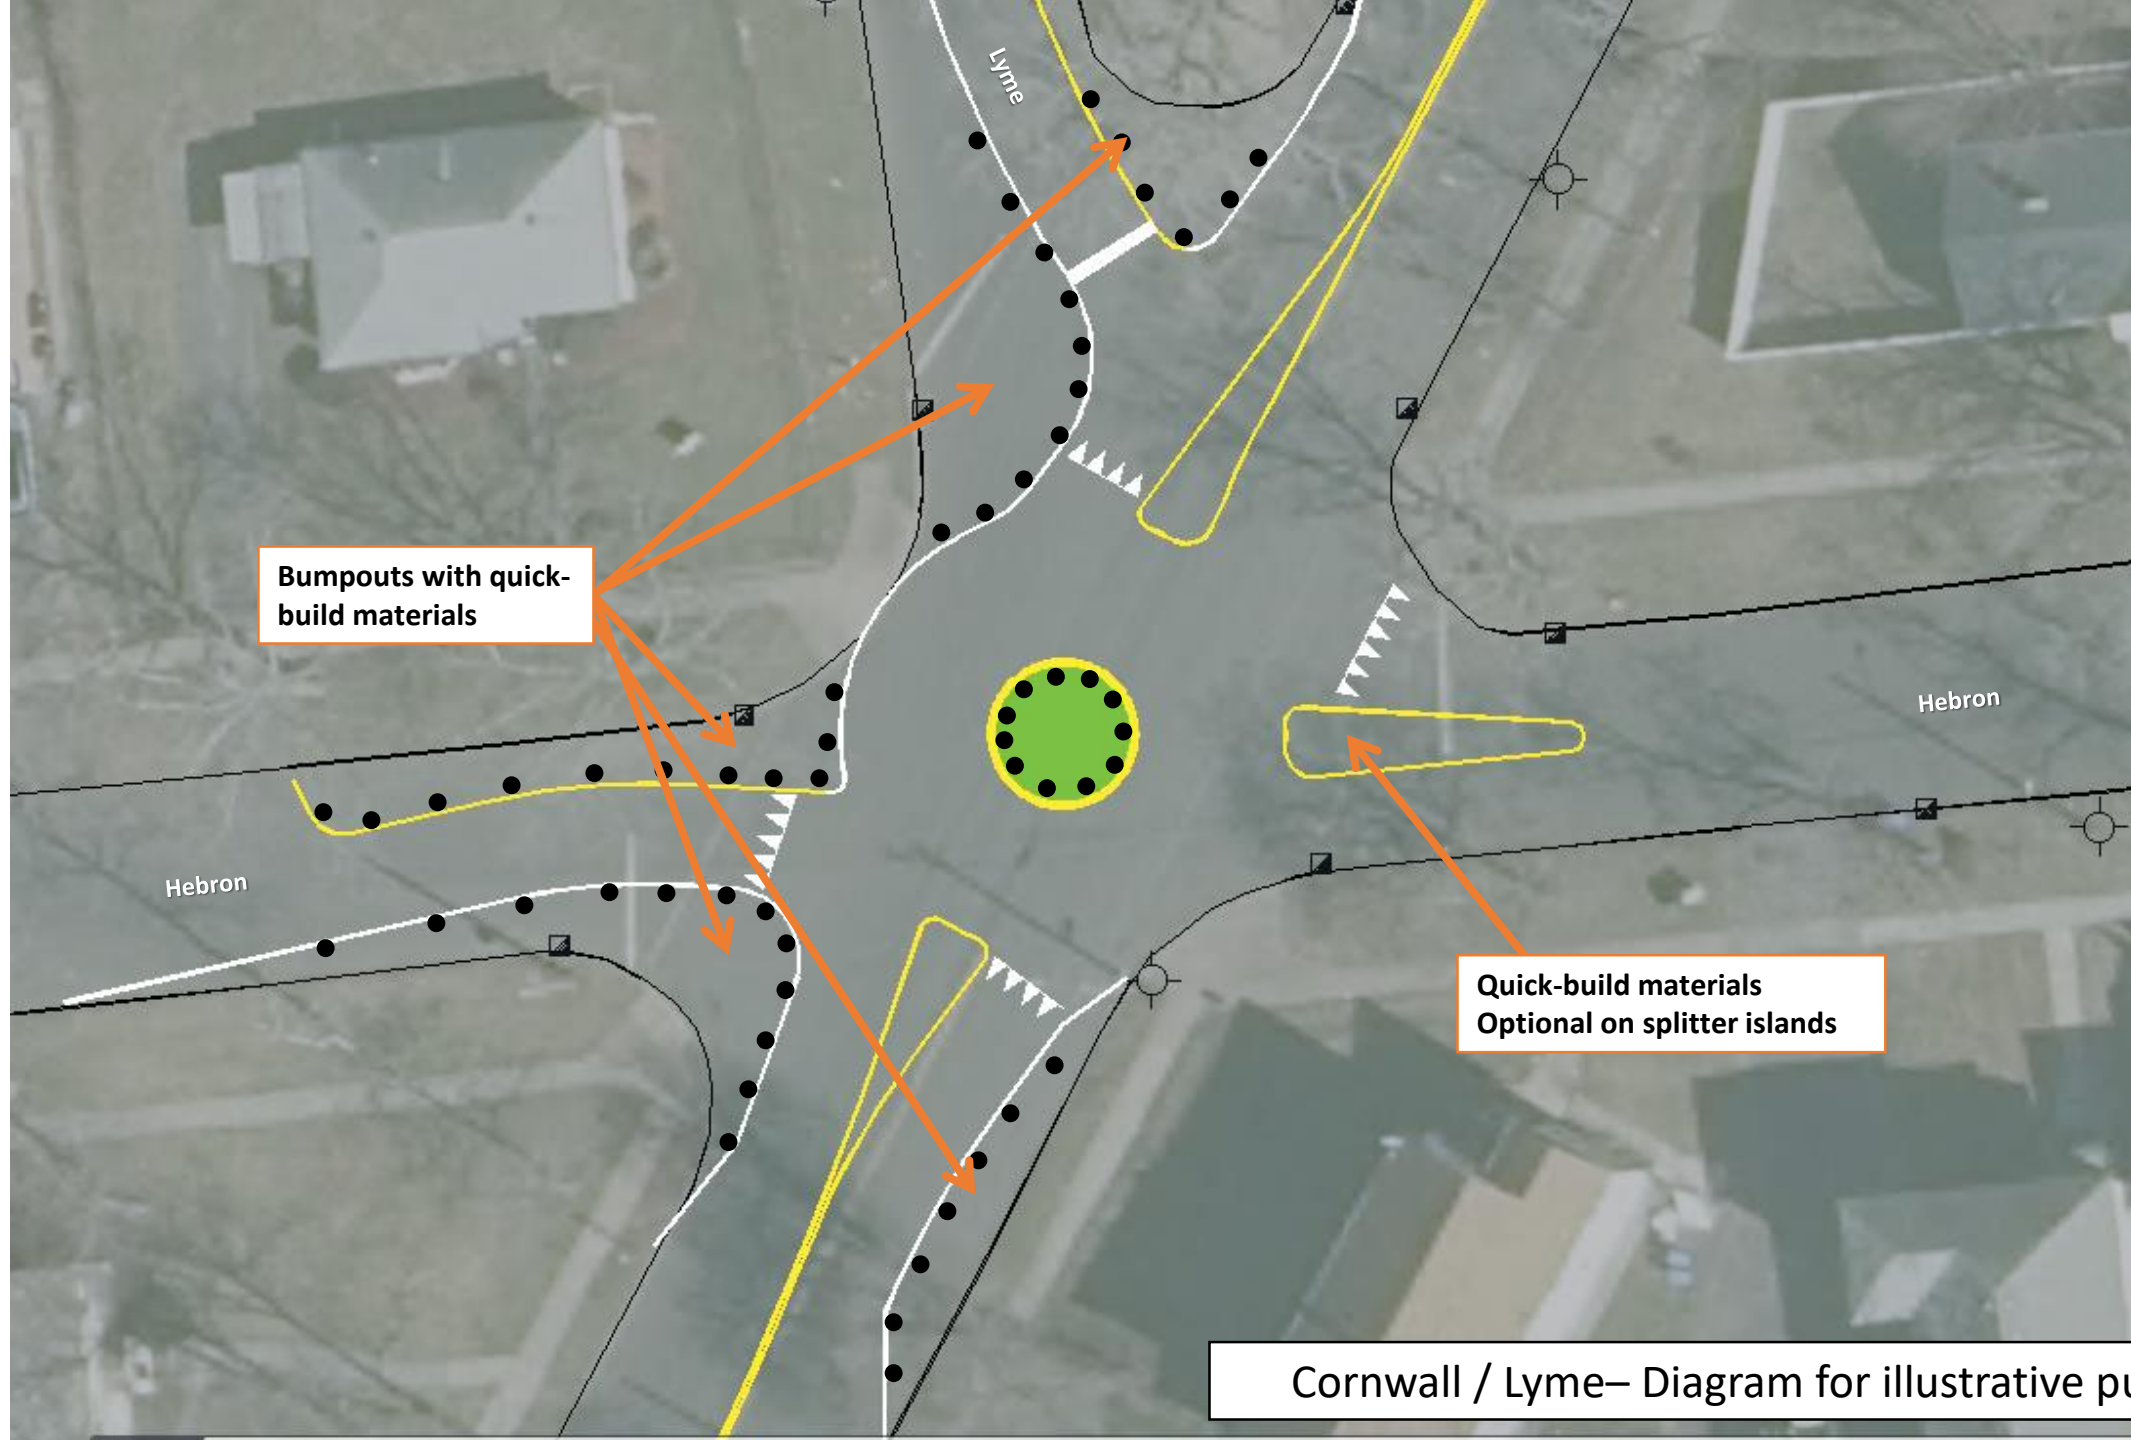 Lyme
Bumpouts with quick-
build materials
Hebron
Hebron
Quick-build materials
Optional on splitter islands
Cornwall / Lyme– Diagram for illustrative pu